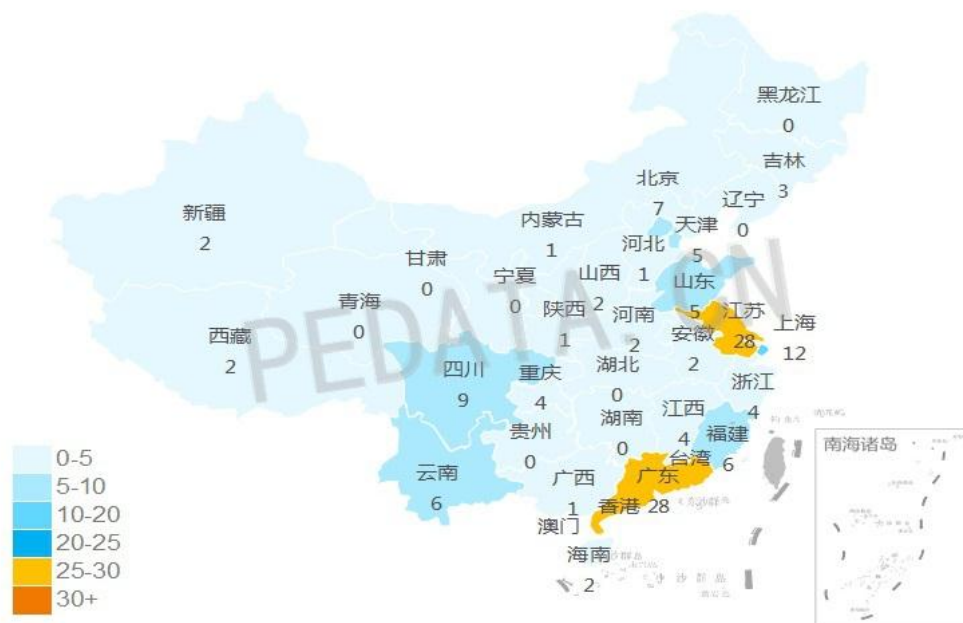 黑龙江
0
吉林
3
北京
7
辽宁
0
天津
5
新疆
2
内蒙古
1
河北
1
甘肃
0
宁夏
0
山西
2
山东
5
青海
0
陕西
1
河南
2
江苏
28
上海
12
西藏
2
安徽
2
四川
9
重庆
4
湖北
0
浙江
4
湖南
0
江西
4
贵州
0
福建
6
云南
6
广西
1
台湾
广东
28
香港
澳门
海南
2
南海诸岛
东沙群岛
0-5
5-10
10-20
20-25
25-30
30+
PEDATA.CN